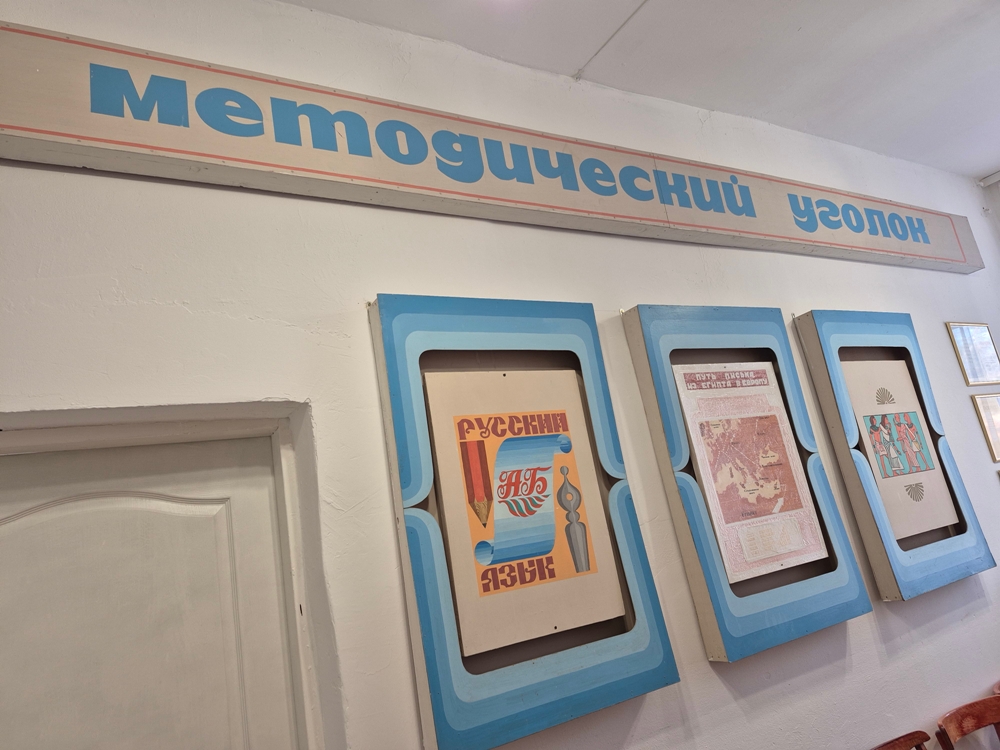 методический уголок
РУССКИЙ
АБ
ЯЗЫК
ПУТЬ ПИСЬМА
ИЗ ЕГИПТА В ЕВРОПУ